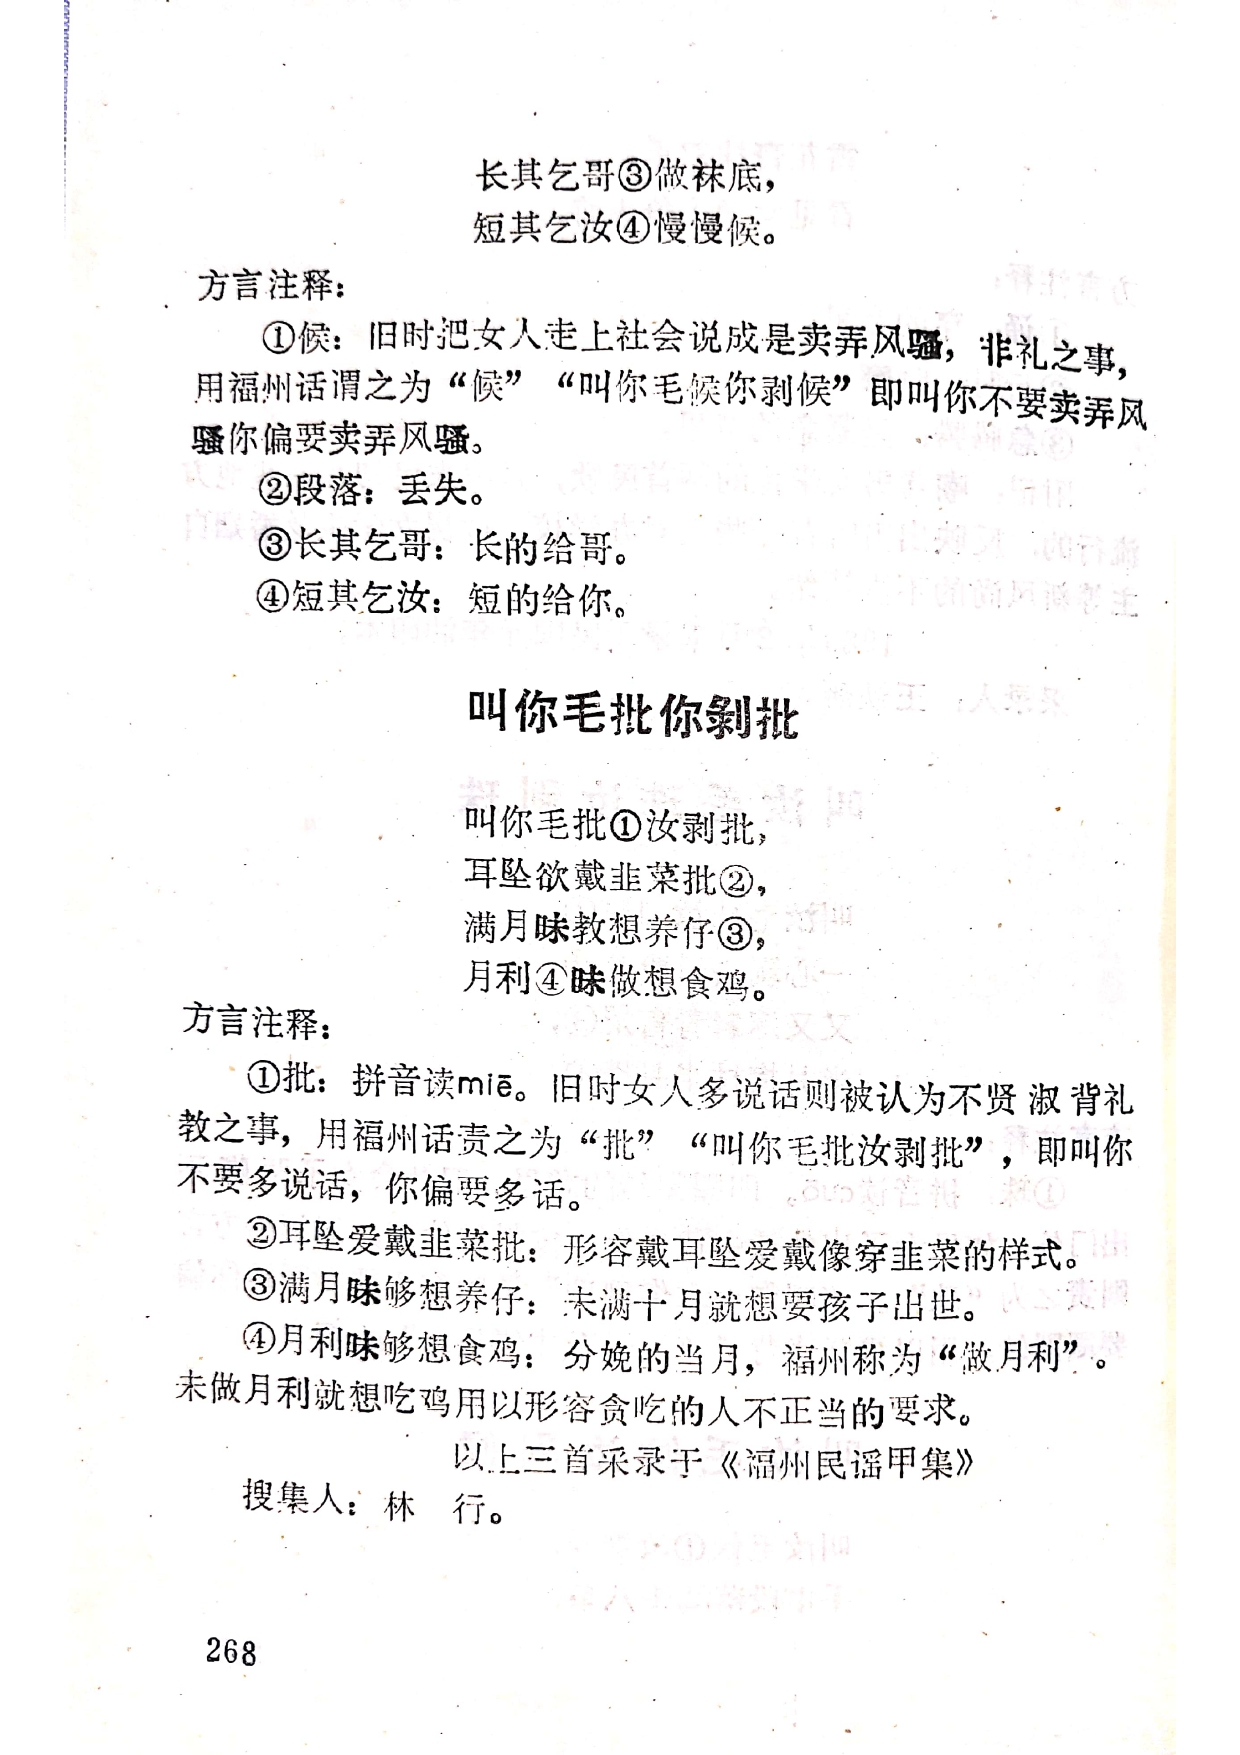 长其乞哥③做袜底，
短其乞汝④慢慢候。
方言注释：
①候：旧时把女人走上社会说成是卖弄风骚，非礼之事，
用福州话谓之为“候”“叫你毛候你剥候”即叫你不要卖弄风
骚你偏要卖弄风骚。
②段落：丢失。
③长其乞哥：长的给哥。
④短其乞汝：短的给你。
叫你毛批你剥批
叫你毛批①汝剥批，
耳坠欲戴韭菜批②，
满月昧教想养仔③，
月利④昧做想食鸡。
方言注释：
①批：拼音读miē。旧时女人多说话则被认为不贤淑背礼
教之事，用福州话责之为“批”“叫你毛批汝剥批”，即叫你
不要多说话，你偏要多话。
②耳坠爱戴韭菜批：形容戴耳坠爱戴像穿韭菜的样式。
③满月昧够想养仔：未满十月就想要孩子出世。
④月利昧够想食鸡：分娩的当月，福州称为“做月利”。
未做月利就想吃鸡用以形容贪吃的人不正当的要求。
以上三首采录于《福州民谣甲集》
搜集人：林　行。
268